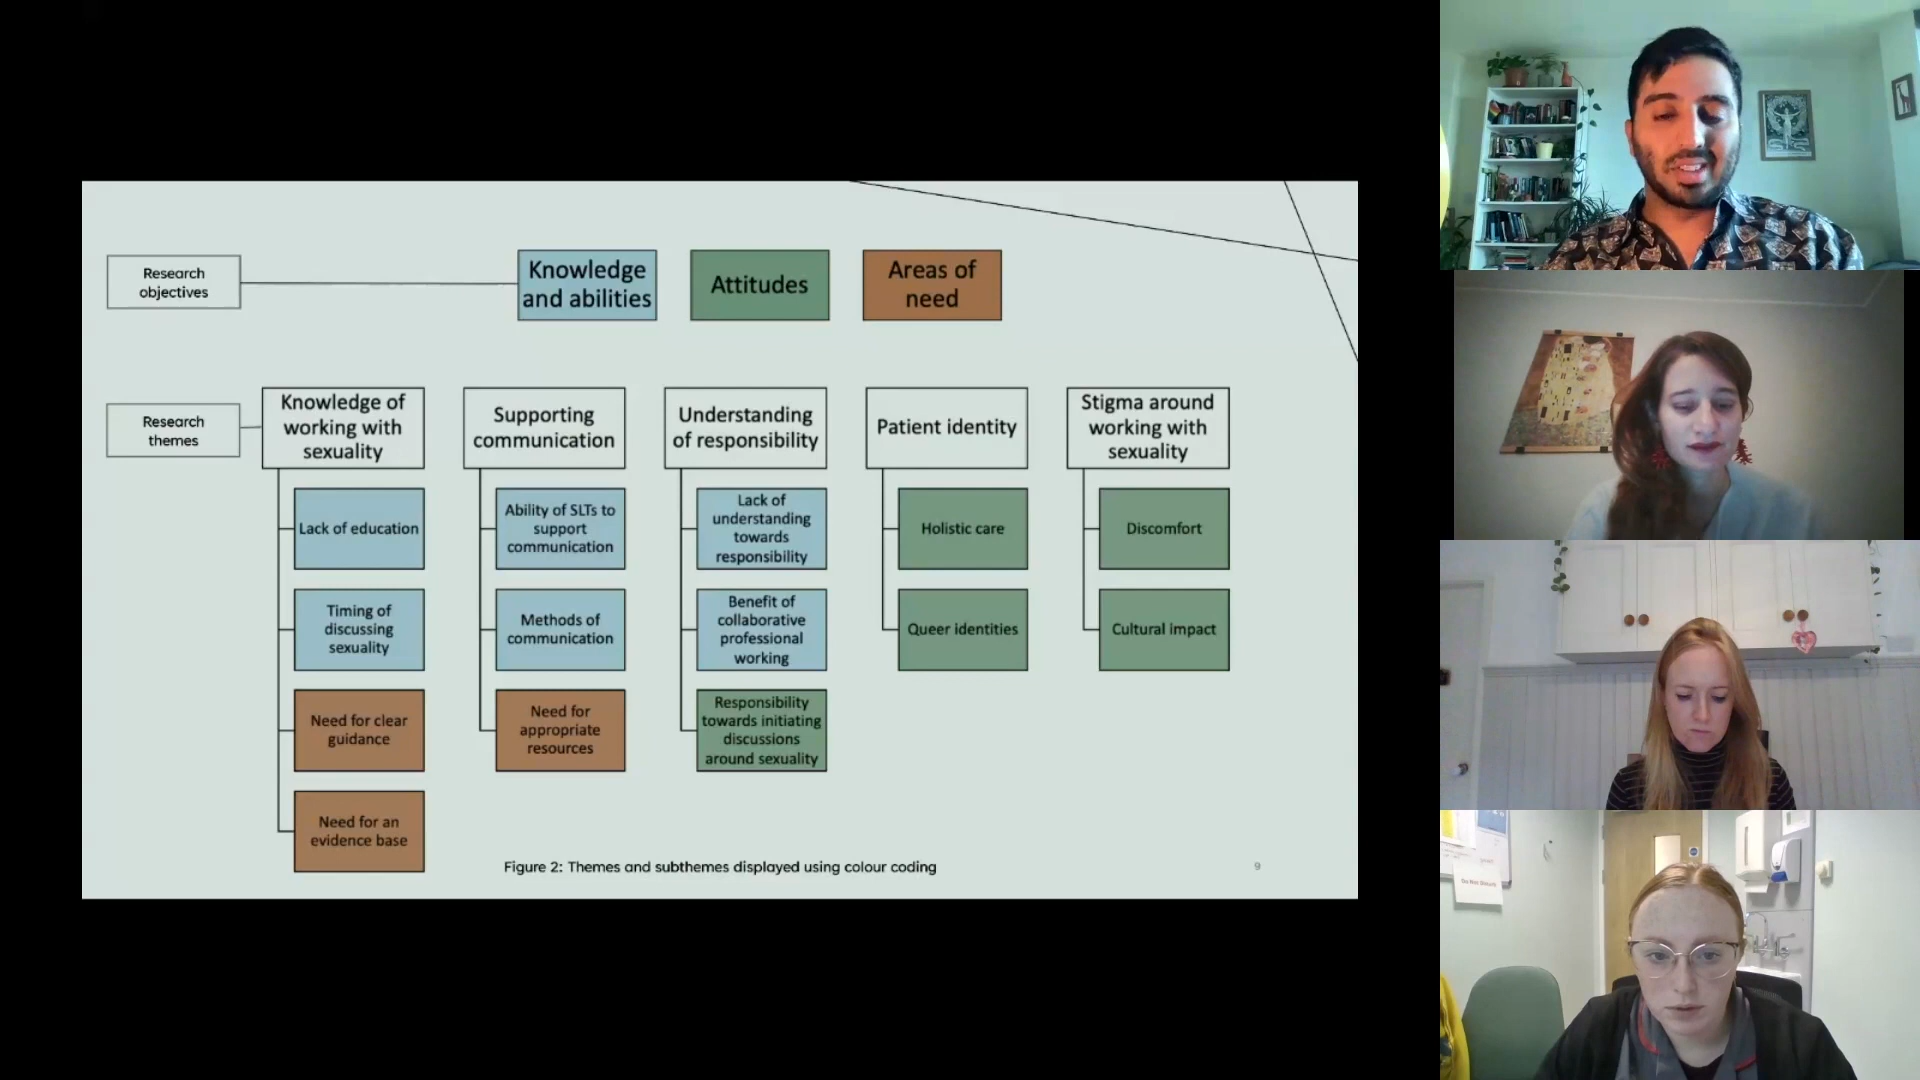 Research
objectives
Knowledge
and abilities
Attitudes
Areas of
need
Research
themes
Knowledge of
working with
sexuality
Supporting
communication
Understanding
of responsibility
Patient identity
Stigma around
working with
sexuality
Lack of education
Ability of SLTs to
support
communication
Lack of
understanding
towards
responsibility
Holistic care
Discomfort
Timing of
discussing
sexuality
Methods of
communication
Benefit of
collaborative
professional
working
Queer identities
Cultural impact
Need for clear
guidance
Need for
appropriate
resources
Responsibility
towards initiating
discussions
around sexuality
Need for an
evidence base
Figure 2: Themes and subthemes displayed using colour coding
9